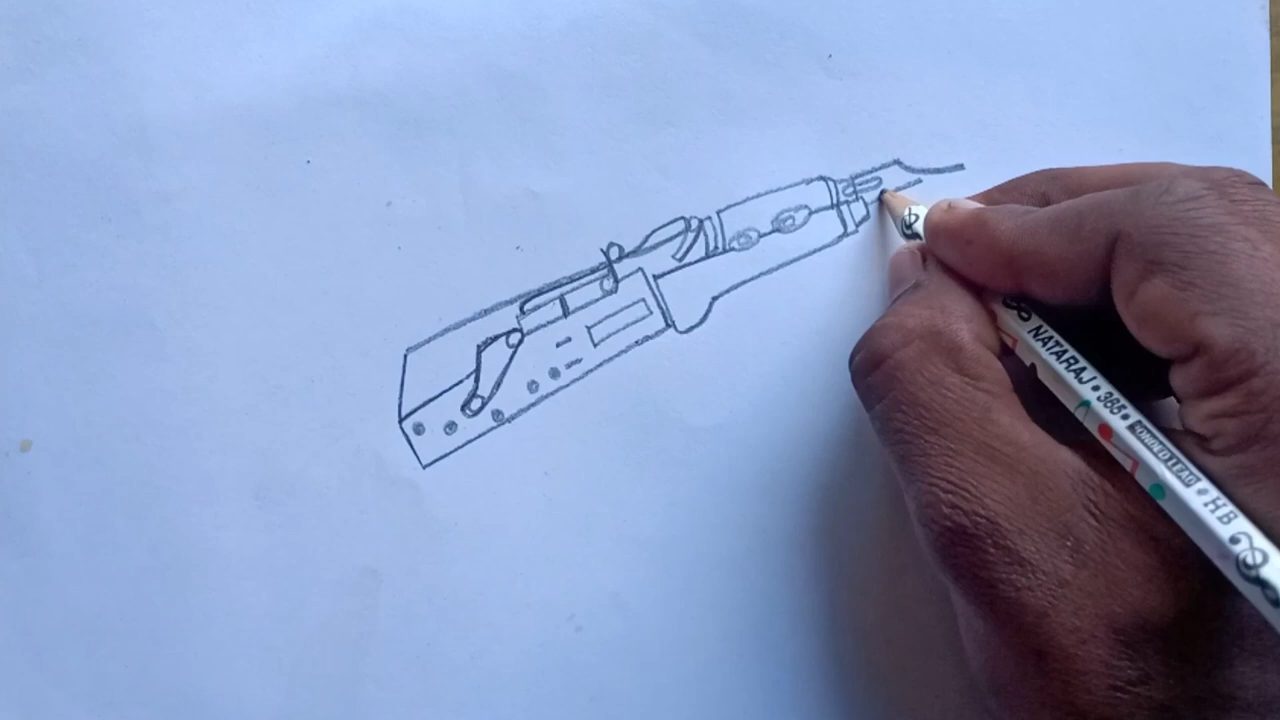 NATARAJ • 365 • BONDED LEAD • HB